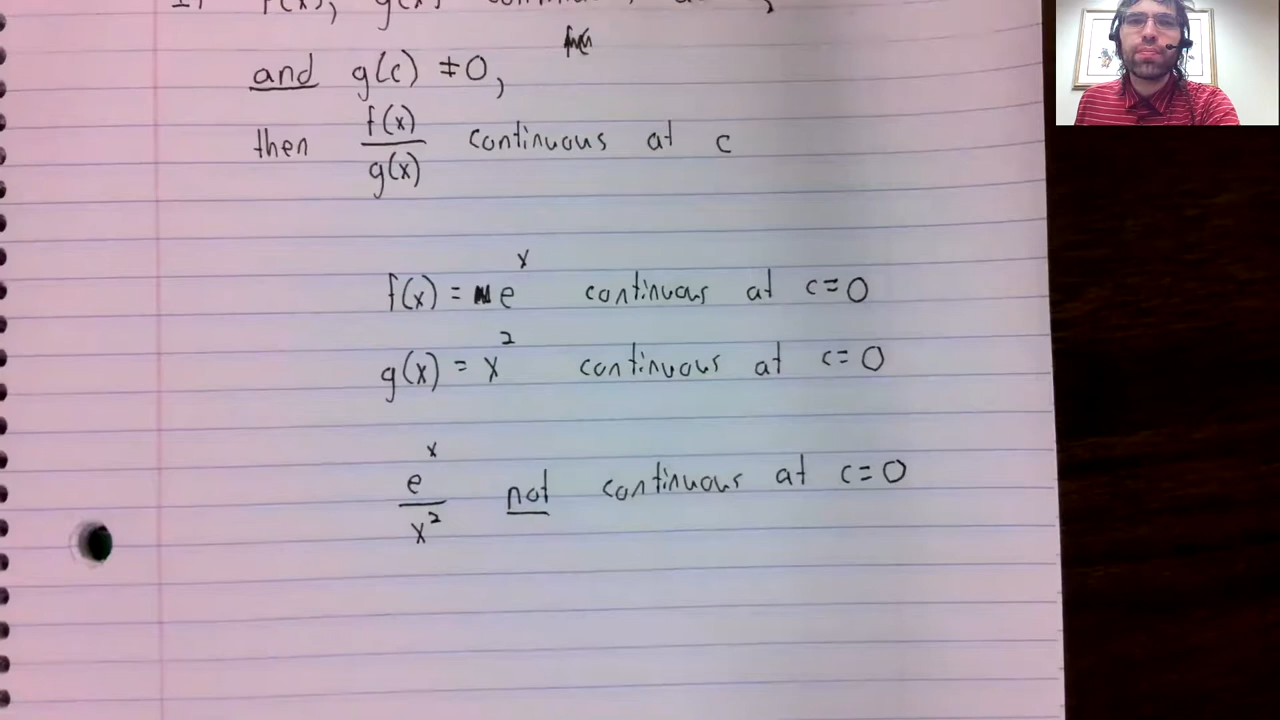 f(x), g(x)
and g(c) ≠ 0,
then f(x)/g(x) continuous at c
f(x) = e^x continuous at c=0
g(x) = x^2 continuous at c=0
e^x/x^2 not continuous at c=0